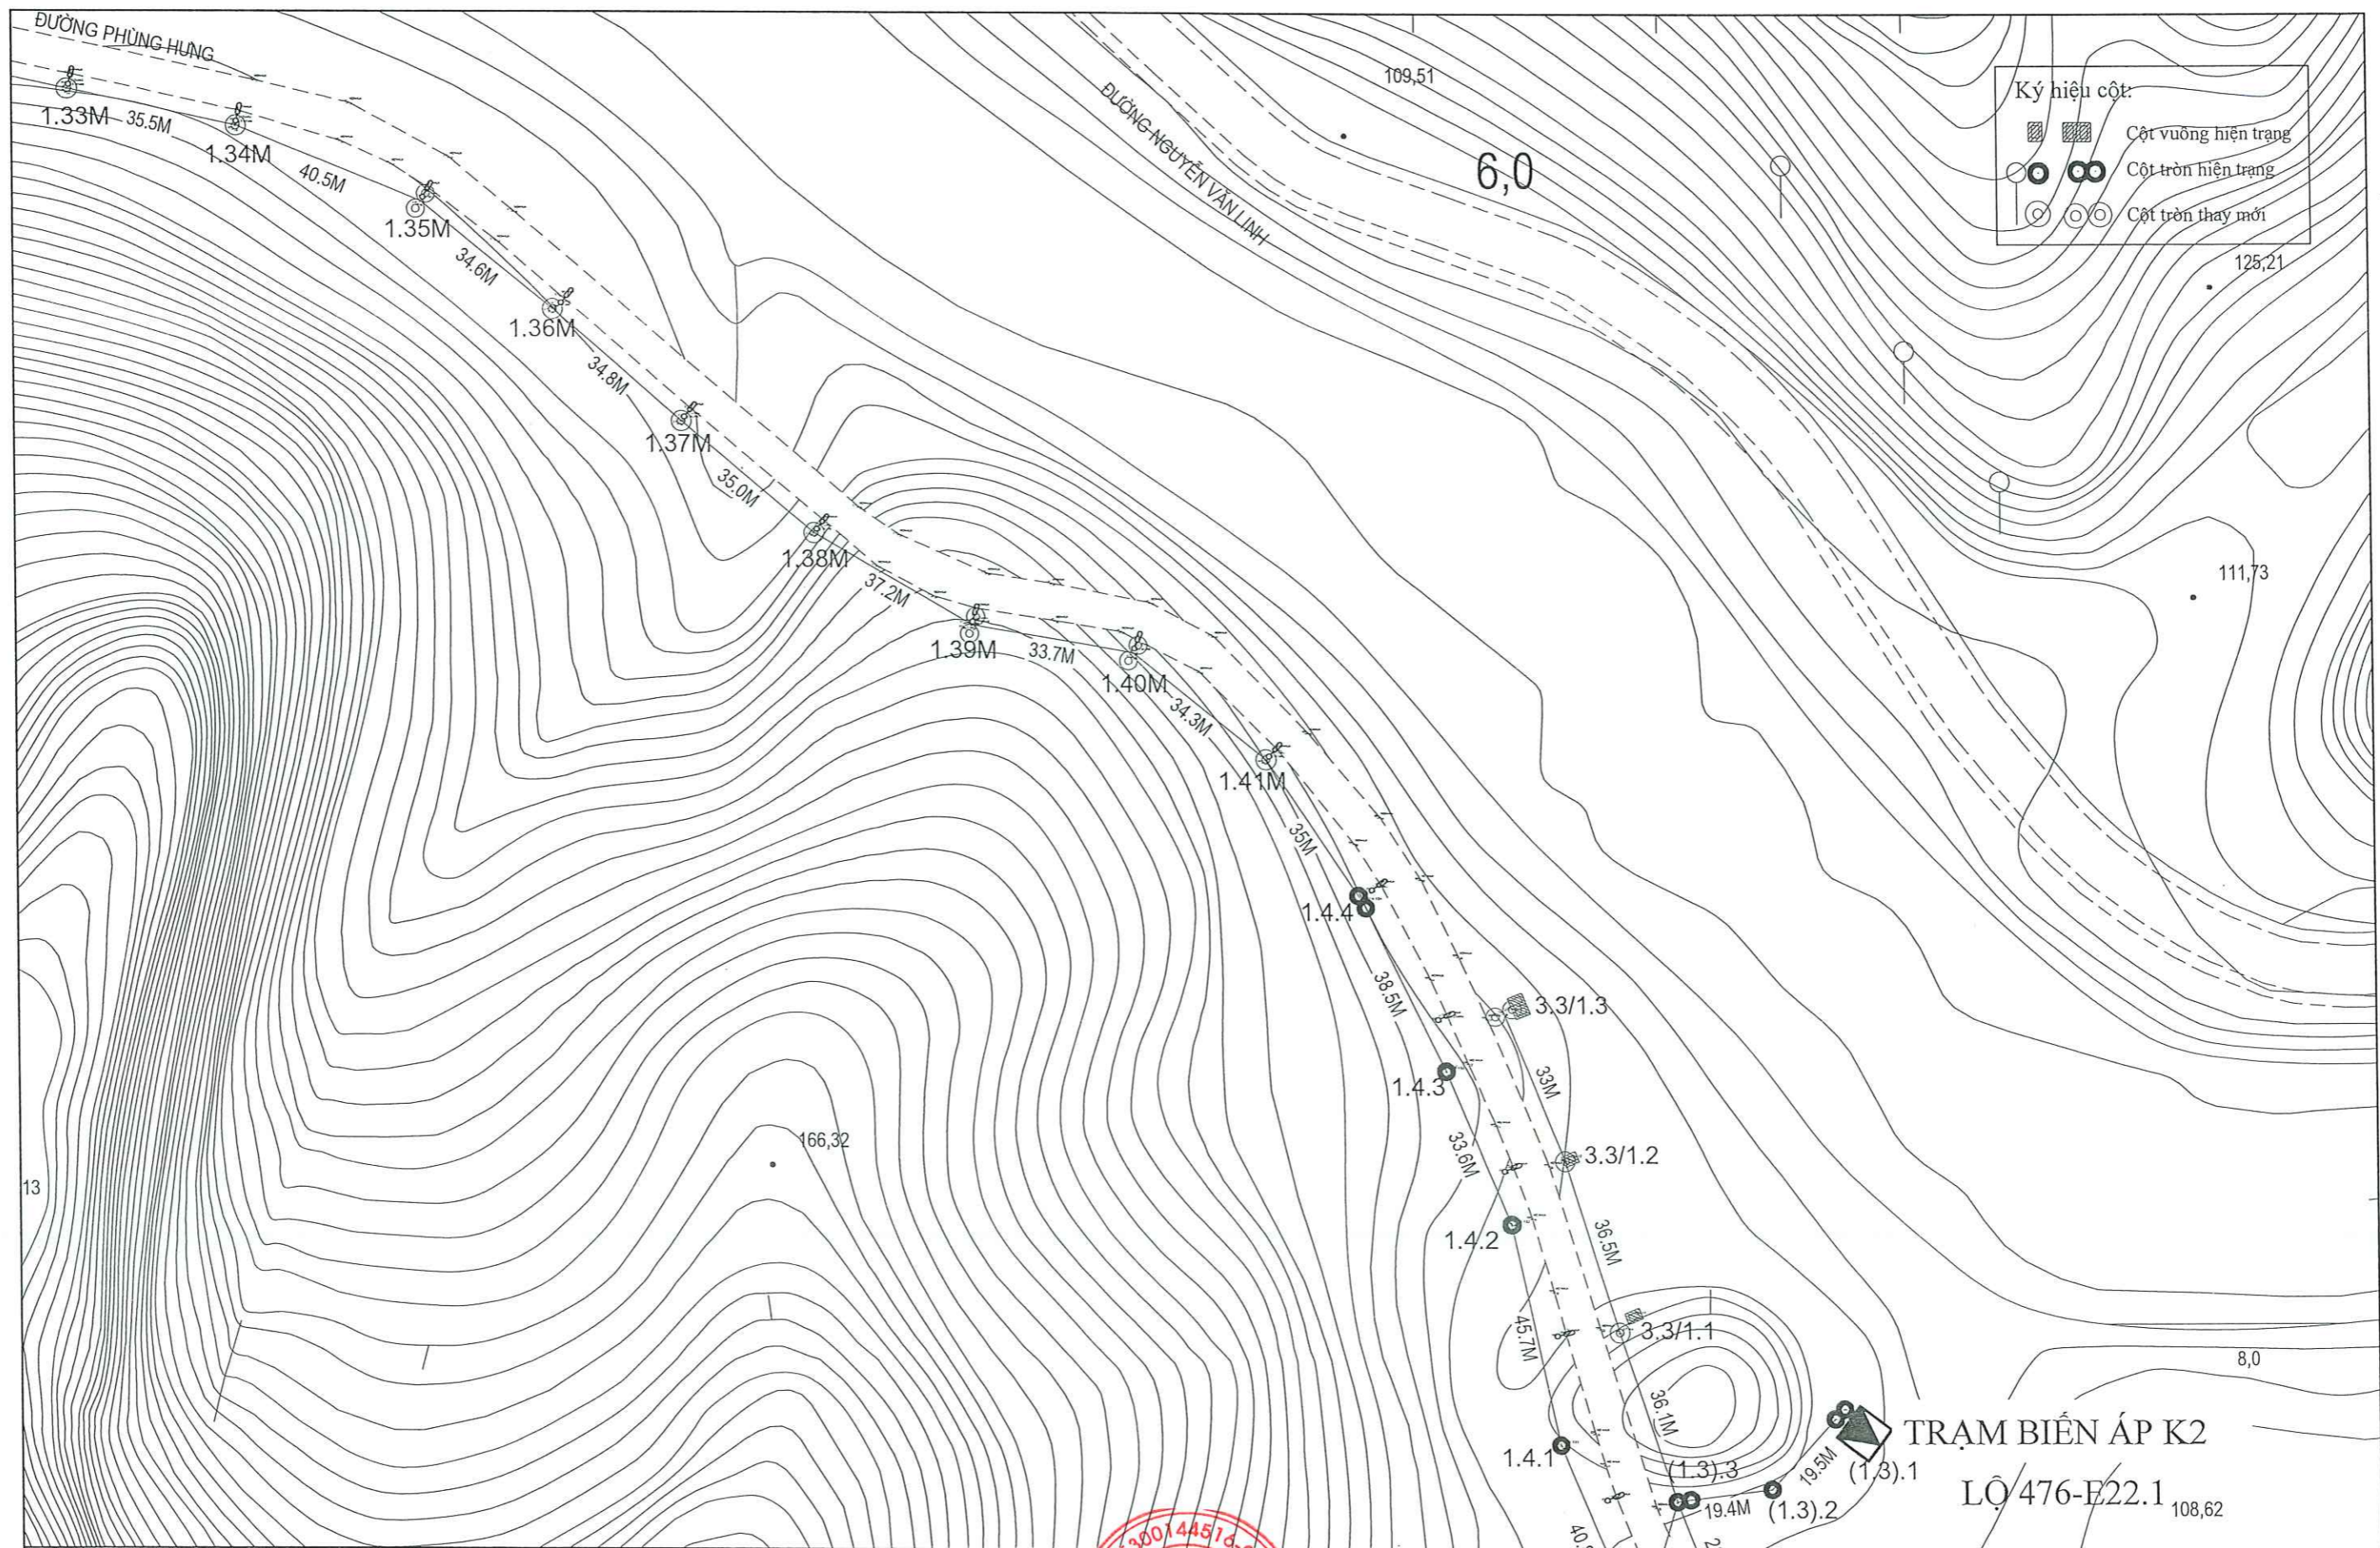 ĐƯỜNG PHÙNG HƯNG
1.33M
35.5M
1.34M
40.5M
1.35M
34.6M
1.36M
34.8M
1.37M
35.0M
1.38M
37.2M
1.39M
33.7M
1.40M
34.3M
1.41M
35M
1.4.4
38.5M
1.4.3
33.6M
1.4.2
45.7M
1.4.1
ĐƯỜNG NGUYỄN VĂN LINH
109,51
6,0
Ký hiệu cột:
Cột vuông hiện trạng
Cột tròn hiện trạng
Cột tròn thay mới
125,21
111,73
3.3/1.3
33M
3.3/1.2
36.5M
3.3/1.1
36.1M
(1.3).3
19.4M
(1.3).2
19.5M
(1.3).1
TRẠM BIẾN ÁP K2
LỘ 476-E22.1
108,62
8,0
166,32
13